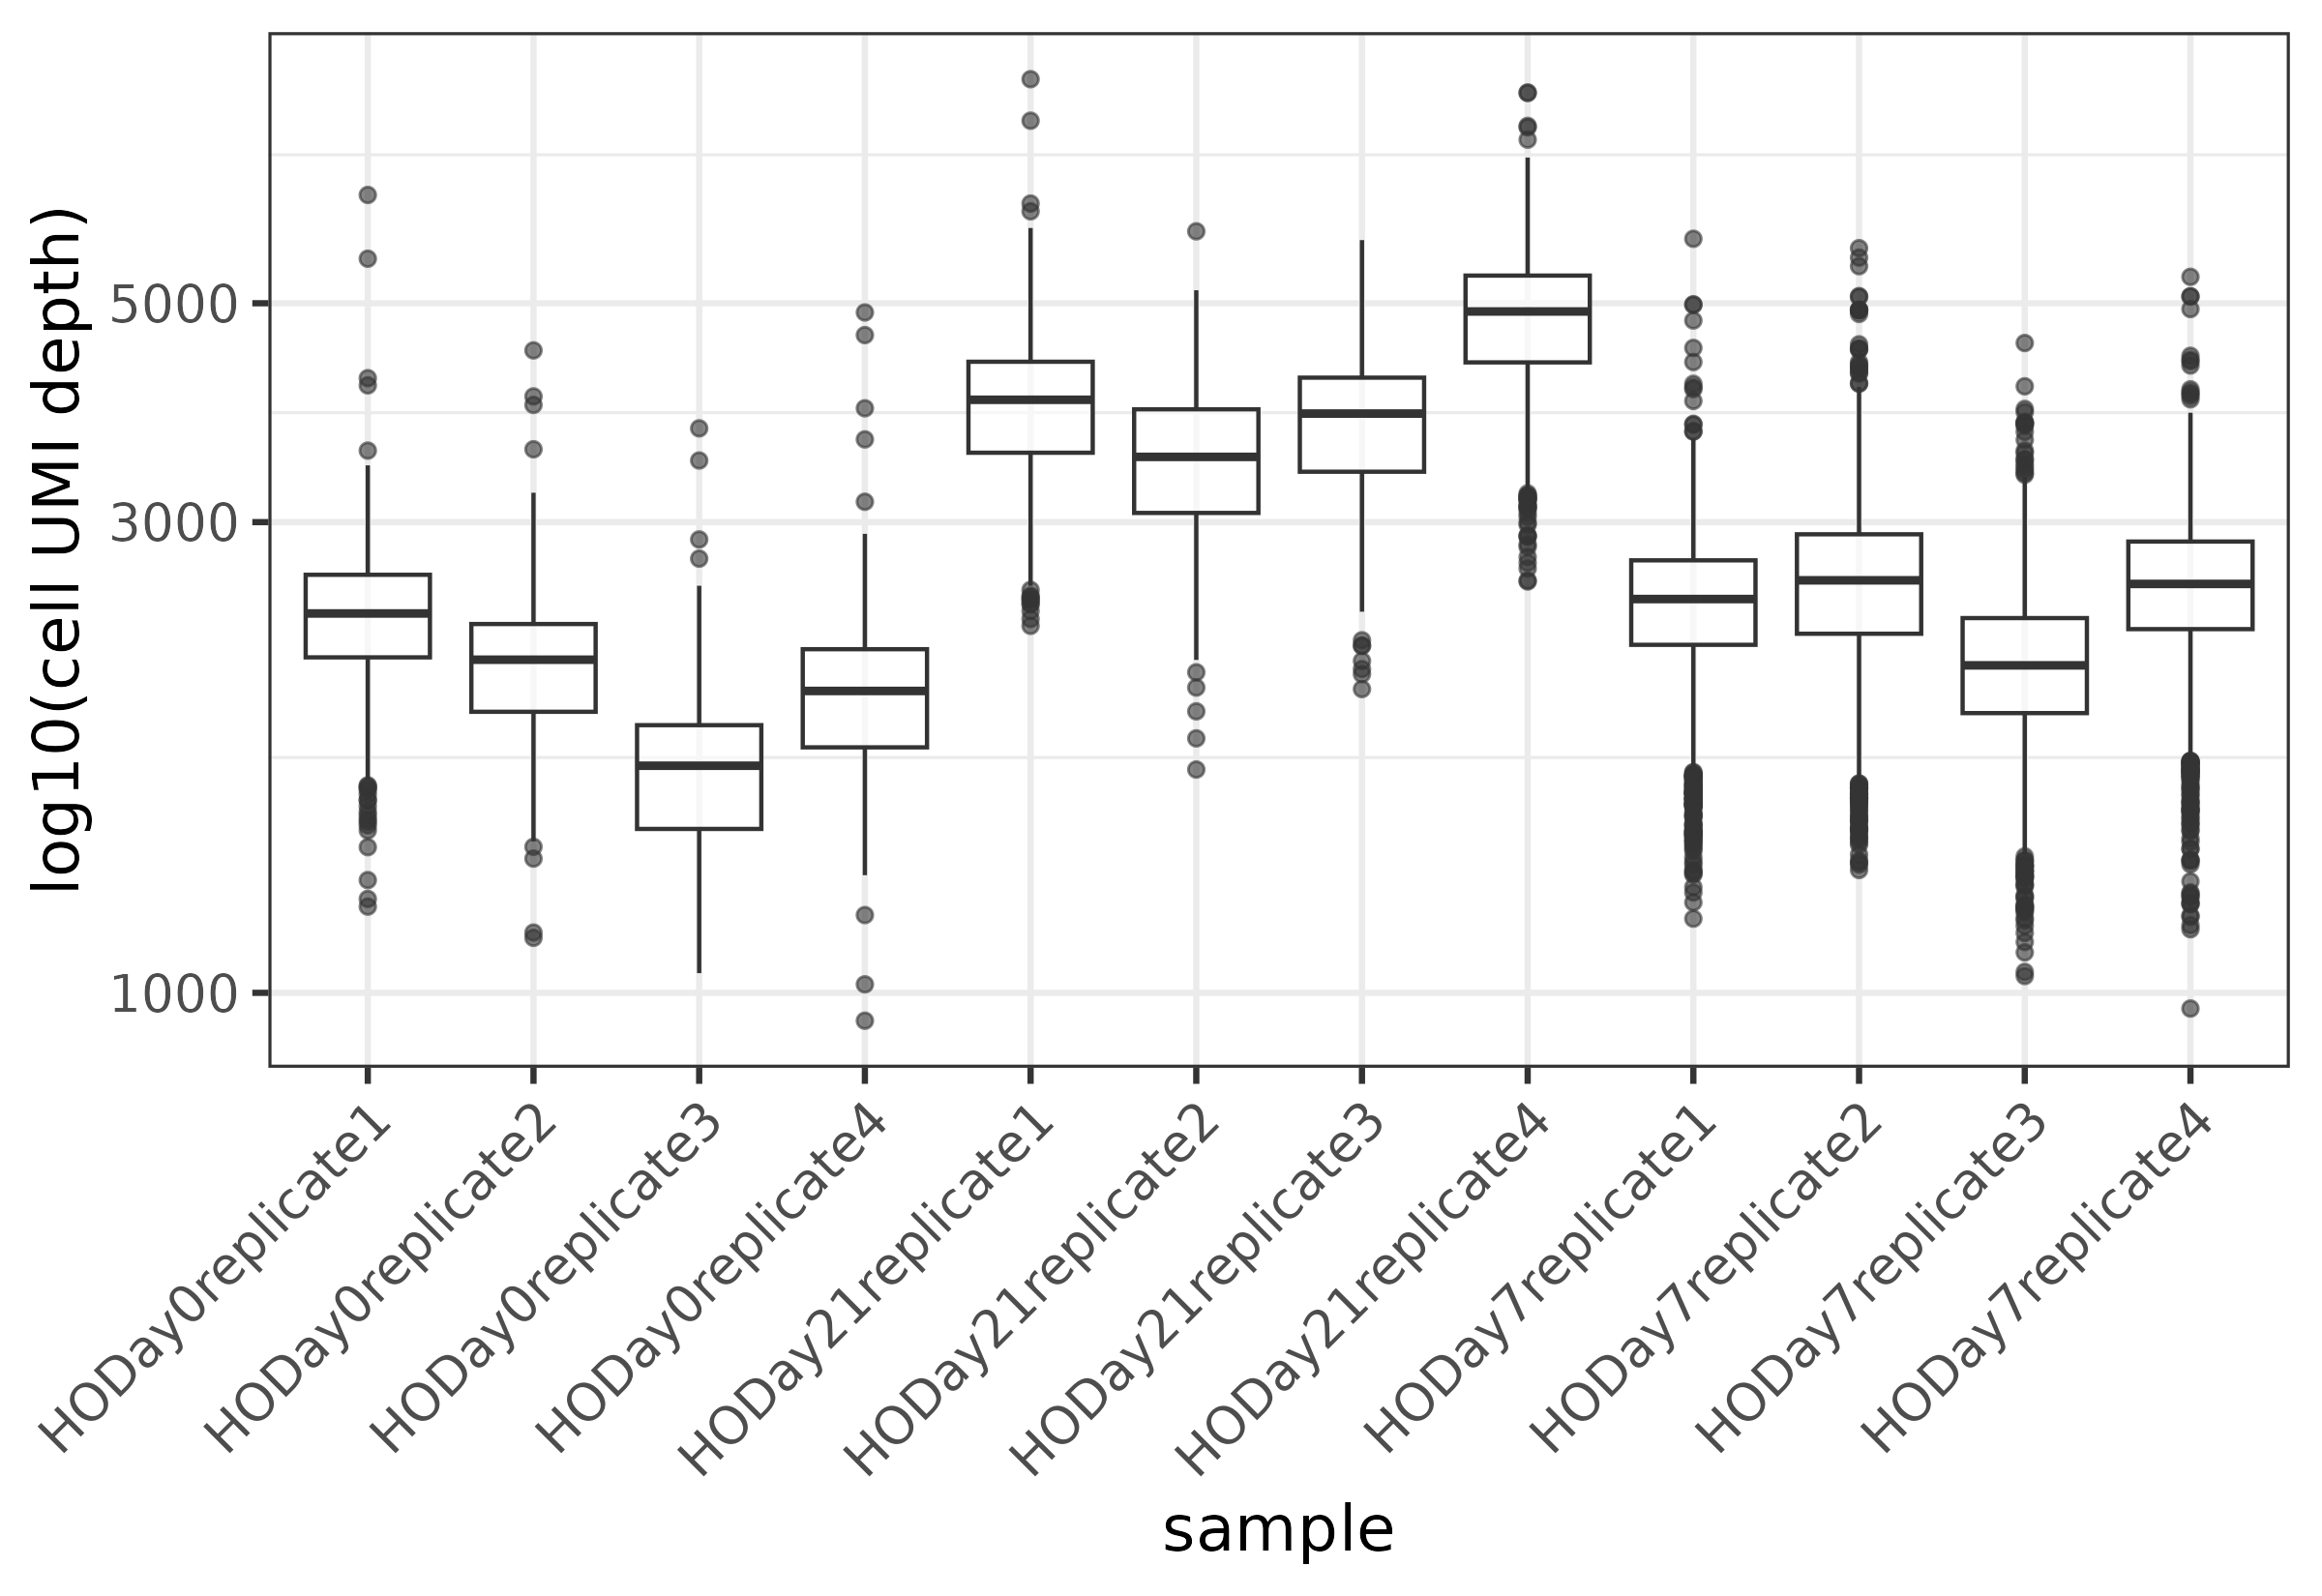 log10(cell UMI depth)
5000
3000
1000
HODay0replicate1
HODay0replicate2
HODay0replicate3
HODay0replicate4
HODay21replicate1
HODay21replicate2
HODay21replicate3
HODay21replicate4
HODay7replicate1
HODay7replicate2
HODay7replicate3
HODay7replicate4
sample